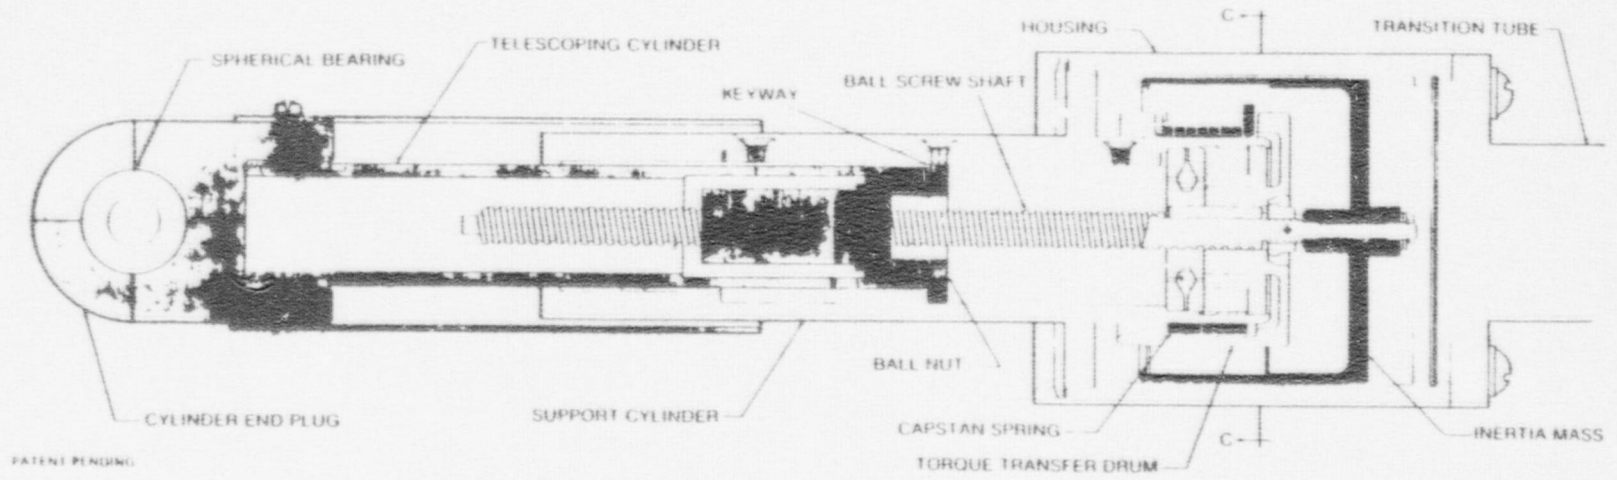 C
HOUSING
TRANSITION TUBE
TELESCOPING CYLINDER
SPHERICAL BEARING
BALL SCREW SHAFT
KEYWAY
BALL NUT
SUPPORT CYLINDER
CYLINDER END PLUG
CAPSTAN SPRING
C
INERTIA MASS
PATENT PENDING
TORQUE TRANSFER DRUM